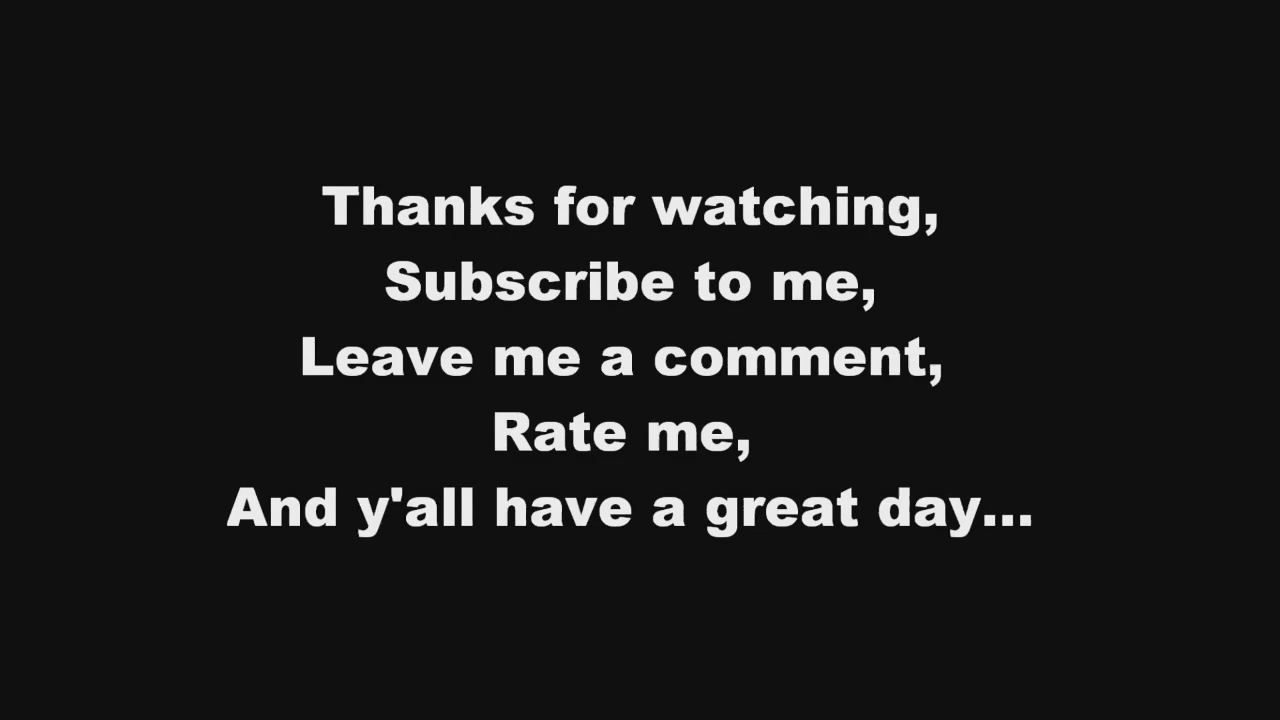 Thanks for watching,
Subscribe to me,
Leave me a comment,
Rate me,
And y'all have a great day...